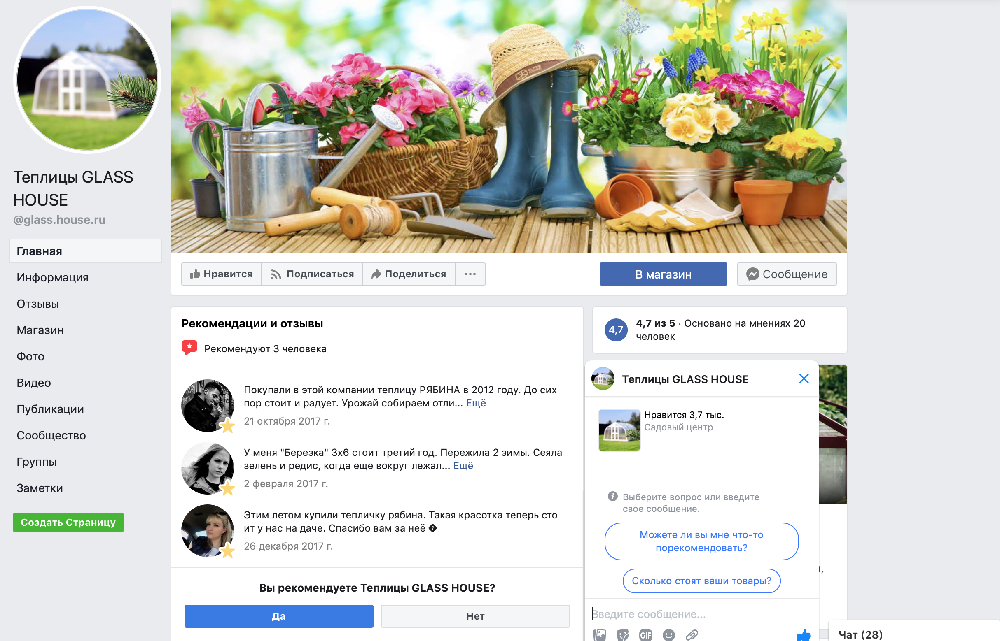 Теплицы GLASS
HOUSE
@glass.house.ru
Главная
Информация
Отзывы
Магазин
Фото
Видео
Публикации
Сообщество
Группы
Заметки
Создать Страницу
GLASS
HOUSE
Нравится
Подписаться
Поделиться
В магазин
Сообщение
Рекомендации и отзывы
Рекомендуют 3 человека
Покупали в этой компании теплицу РЯБИНА в 2012 году. До сих
пор стоит и радует. Урожай собираем отли... Ещё
21 октября 2017 г.
У меня "Березка" 3х6 стоит третий год. Пережила 2 зимы. Сеяла
зелень и редис, когда еще вокруг лежал... Ещё
2 февраля 2017 г.
Этим летом купили тепличку рябина. Такая красотка теперь сто
ит у нас на даче. Спасибо вам за неё
26 декабря 2017 г.
Вы рекомендуете Теплицы GLASS HOUSE?
Да
Нет
4,7
4,7 из 5 · Основано на мнениях 20
человек
Теплицы GLASS HOUSE
Нравится 3,7 тыс.
Садовый центр
Выберите вопрос или введите
свое сообщение.
Можете ли вы мне что-то
порекомендовать?
Сколько стоят ваши товары?
Введите сообщение...
GIF
Чат (28)